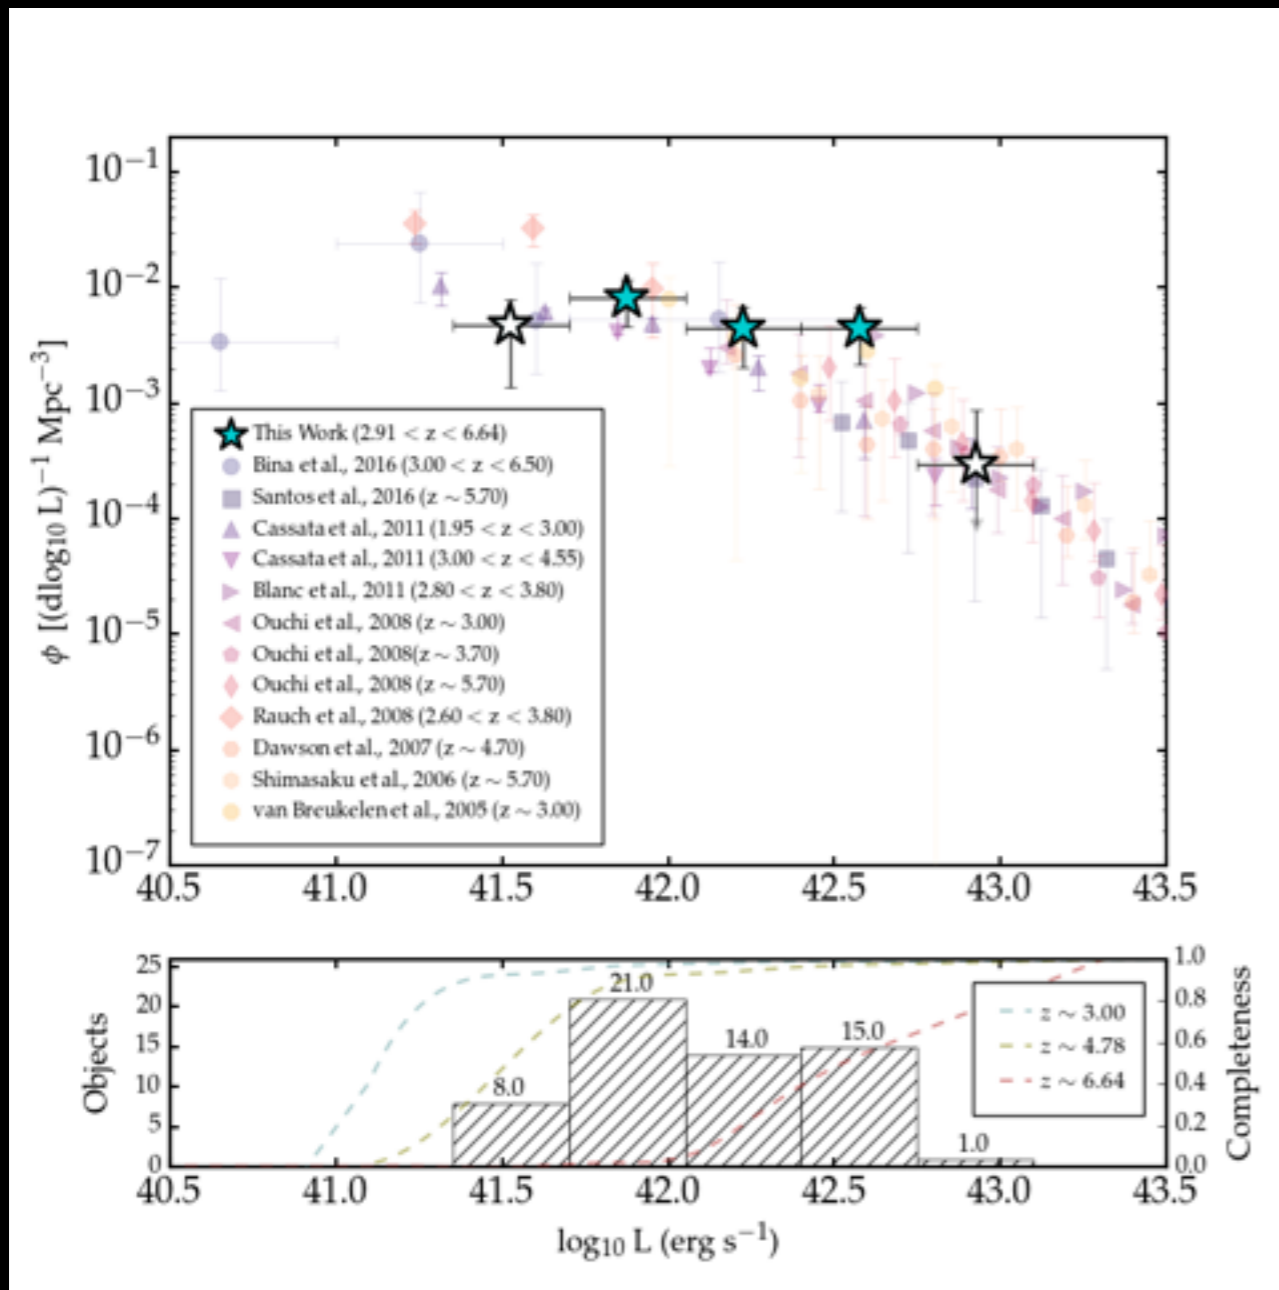 10⁻¹
10⁻²
10⁻³
10⁻⁴
10⁻⁵
10⁻⁶
10⁻⁷
ϕ [(dlog₁₀ L)⁻¹ Mpc⁻³]
This Work (2.91 < z < 6.64)
Bina et al., 2016 (3.00 < z < 6.50)
Santos et al., 2016 (z ∼ 5.70)
Cassata et al., 2011 (1.95 < z < 3.00)
Cassata et al., 2011 (3.00 < z < 4.55)
Blanc et al., 2011 (2.80 < z < 3.80)
Ouchi et al., 2008 (z ∼ 3.00)
Ouchi et al., 2008(z ∼ 3.70)
Ouchi et al., 2008 (z ∼ 5.70)
Rauch et al., 2008 (2.60 < z < 3.80)
Dawson et al., 2007 (z ∼ 4.70)
Shimasaku et al., 2006 (z ∼ 5.70)
van Breukelen et al., 2005 (z ∼ 3.00)
40.5 41.0 41.5 42.0 42.5 43.0 43.5
25
20
15
10
5
0
Objects
8.0
21.0
14.0
15.0
1.0
z ∼ 3.00
z ∼ 4.78
z ∼ 6.64
1.0
0.8
0.6
0.4
0.2
0.0
Completeness
40.5 41.0 41.5 42.0 42.5 43.0 43.5
log₁₀ L (erg s⁻¹)